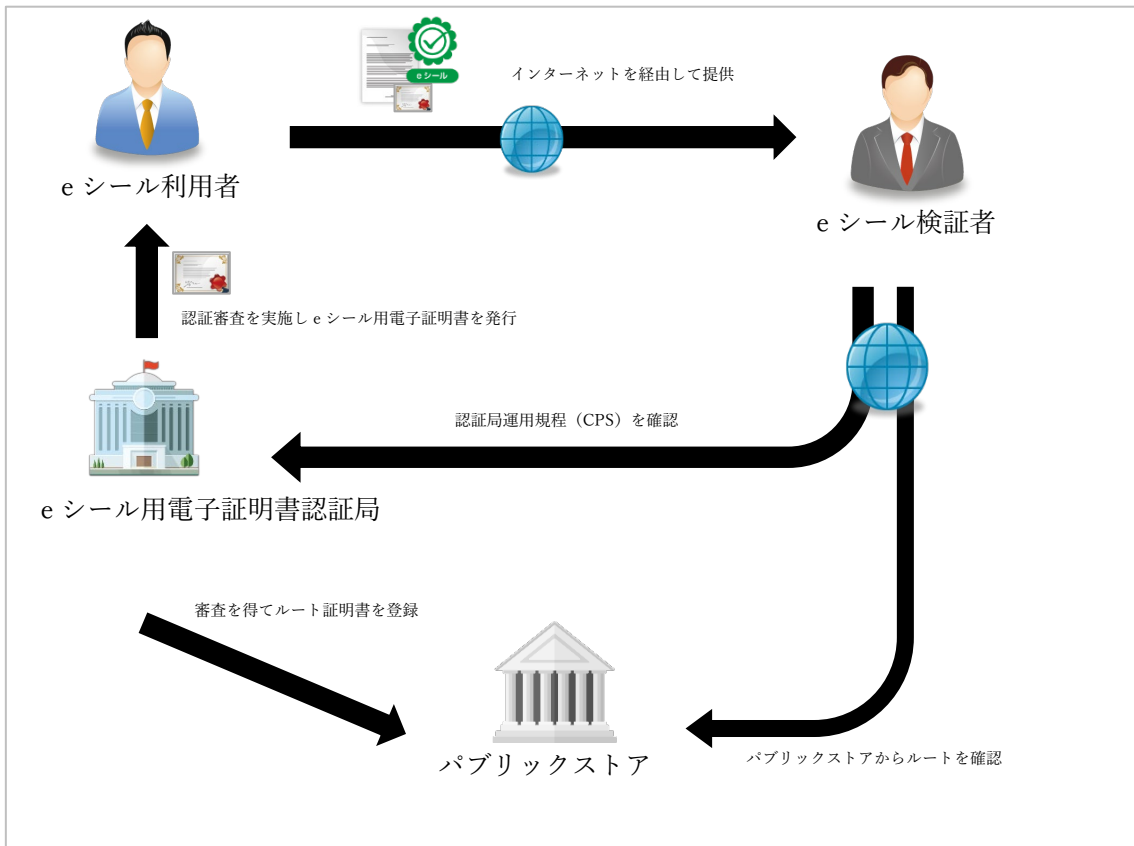 e シール
インターネットを経由して提供
e シール利用者
e シール検証者
認証審査を実施し e シール用電子証明書を発行
認証局運用規程（CPS）を確認
e シール用電子証明書認証局
審査を得てルート証明書を登録
パブリックストア
パブリックストアからルートを確認